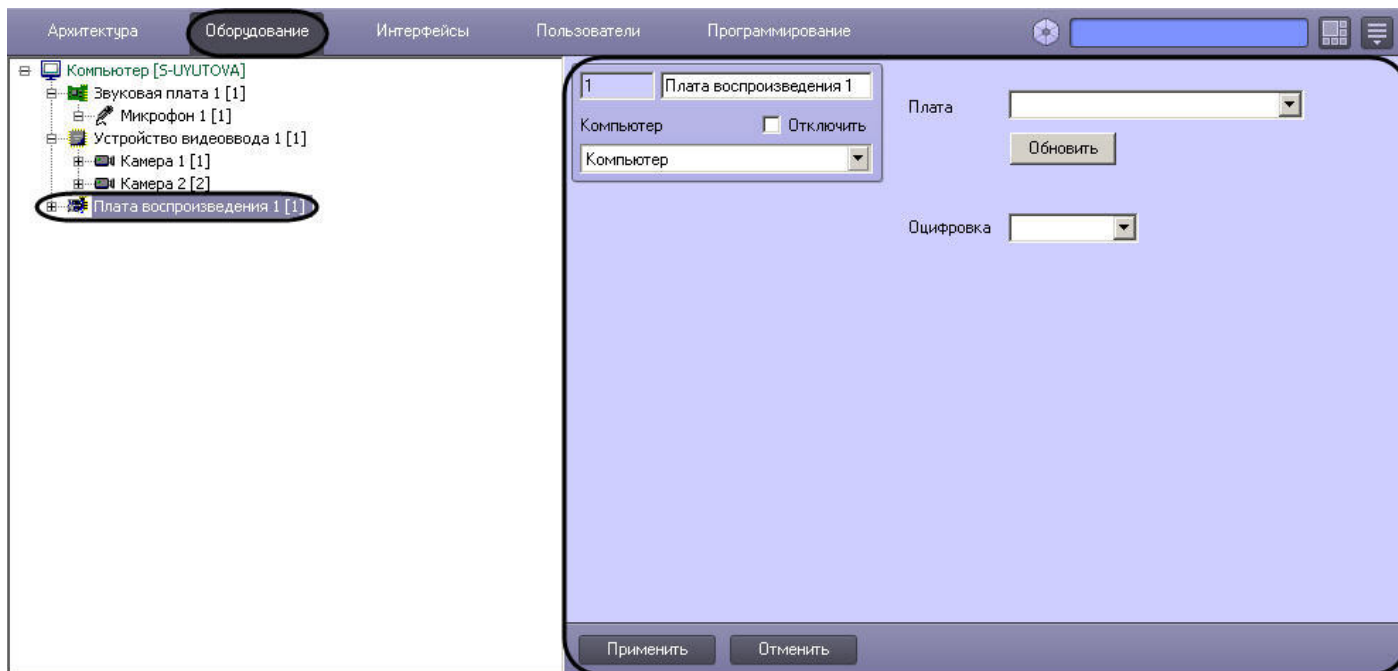 Архитектура Оборудование Интерфейсы Пользователи Программирование
Компьютер [S-UYUTOVA]
Звуковая плата 1 [1]
Микрофон 1 [1]
Устройство видеоввода 1 [1]
Камера 1 [1]
Камера 2 [2]
Плата воспроизведения 1 [1]
1 Плата воспроизведения 1
Компьютер Отключить
Компьютер
Плата
Обновить
Оцифровка
Применить Отменить